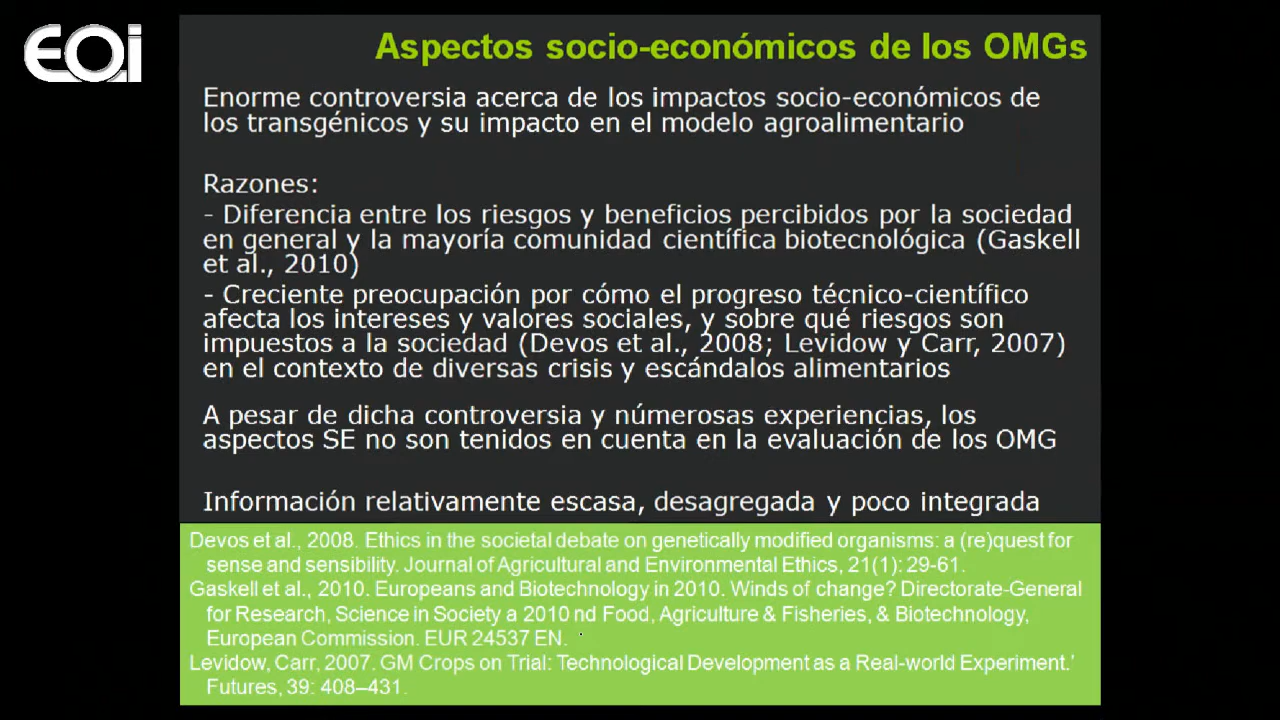 EOi
Aspectos socio-económicos de los OMGs
Enorme controversia acerca de los impactos socio-económicos de
los transgénicos y su impacto en el modelo agroalimentario
Razones:
- Diferencia entre los riesgos y beneficios percibidos por la sociedad
en general y la mayoría comunidad científica biotecnológica (Gaskell
et al., 2010)
- Creciente preocupación por cómo el progreso técnico-científico
afecta los intereses y valores sociales, y sobre qué riesgos son
impuestos a la sociedad (Devos et al., 2008; Levidow y Carr, 2007)
en el contexto de diversas crisis y escándalos alimentarios
A pesar de dicha controversia y númerosas experiencias, los
aspectos SE no son tenidos en cuenta en la evaluación de los OMG
Información relativamente escasa, desagregada y poco integrada
Devos et al., 2008. Ethics in the societal debate on genetically modified organisms: a (re)quest for
sense and sensibility. Journal of Agricultural and Environmental Ethics, 21(1): 29-61.
Gaskell et al., 2010. Europeans and Biotechnology in 2010. Winds of change? Directorate-General
for Research, Science in Society a 2010 nd Food, Agriculture & Fisheries, & Biotechnology,
European Commission. EUR 24537 EN.
Levidow, Carr, 2007. GM Crops on Trial: Technological Development as a Real-world Experiment.'
Futures, 39: 408–431.